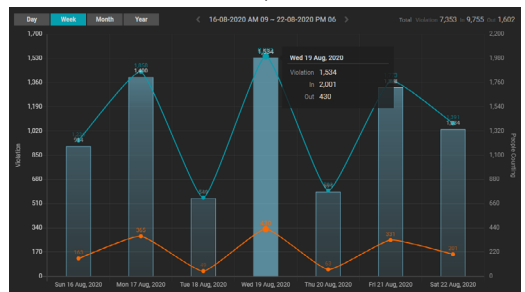 Day Week Month Year
16-08-2020 AM 09 ~ 22-08-2020 PM 06
Total Violation 7,353 In 9,755 Out 1,602
1,700 2,200
1,530 1,980
1,360 1,760
1,190 1,540
1,020 1,320
850 1,100
680 880
510 660
340 440
170 220
0 0
Violation
People Counting
Wed 19 Aug, 2020
Violation 1,534
In 2,001
Out 430
1,534
365
331
201
Sun 16 Aug, 2020 Mon 17 Aug, 2020 Tue 18 Aug, 2020 Wed 19 Aug, 2020 Thu 20 Aug, 2020 Fri 21 Aug, 2020 Sat 22 Aug, 2020